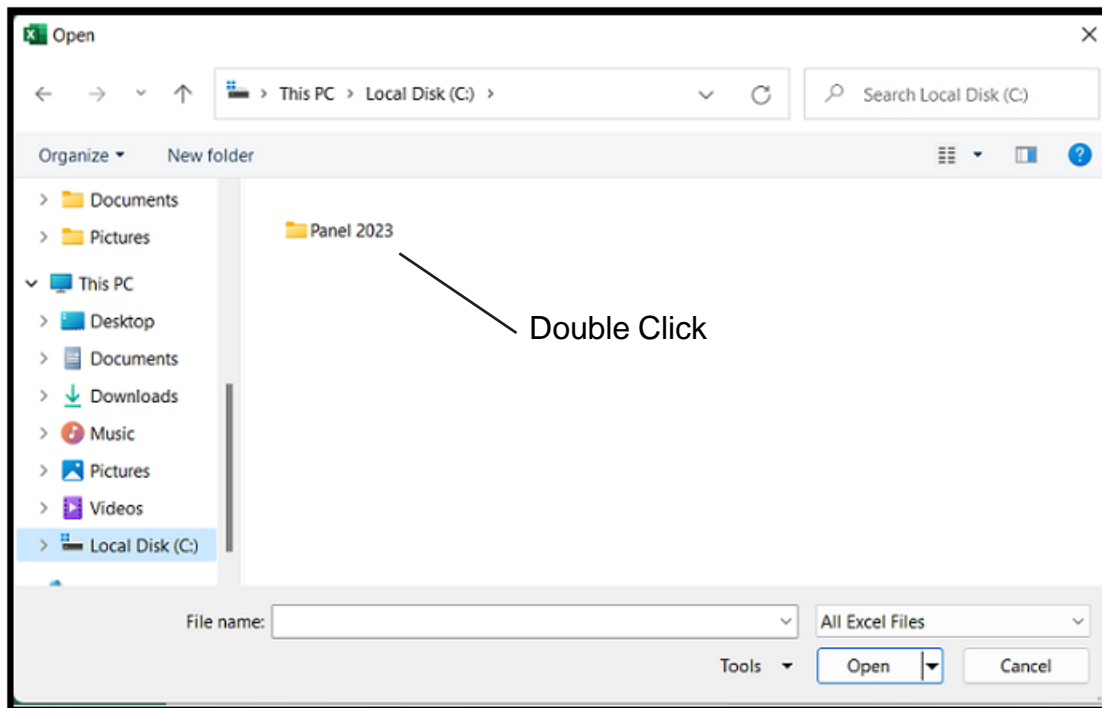 Open
This PC > Local Disk (C:) >
Search Local Disk (C:)
Organize
New folder
Documents
Pictures
Panel 2023
This PC
Desktop
Double Click
Documents
Downloads
Music
Pictures
Videos
Local Disk (C:)
File name:
All Excel Files
Tools
Open
Cancel